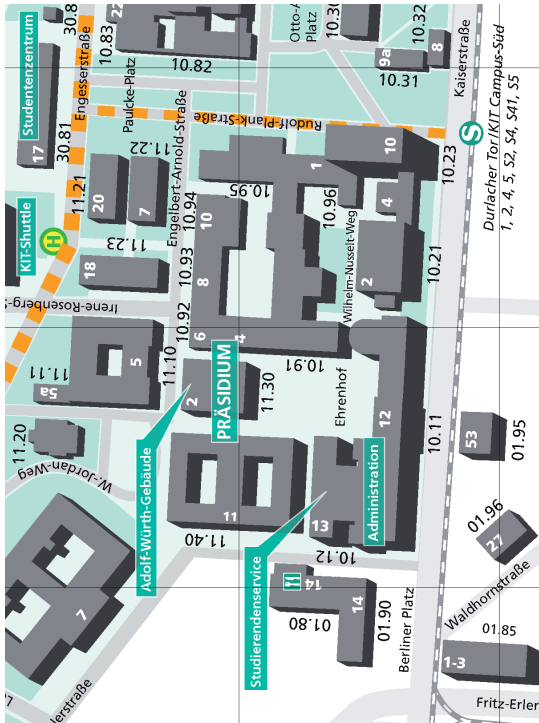 30.8
22
10.83
Otto-A
Platz
10.30
10.32
8
9a
10.31
10.82
Kaiserstraße
Studentenzentrum
17
30.81
Engesserstraße
Paulcke-Platz
Rudolf-Plank-Straße
Engelbert-Arnold-Straße
S
Durlacher Tor/KIT Campus-Süd
1, 2, 4, 5, S2, S4, S41, S5
10
10.23
1
10.95
10.96
11.22
11.21
20
7
10.94
10
4
KIT-Shuttle
H
11.23
18
10.93
8
Wilhelm-Nusselt-Weg
2
10.21
Irene-Rosenberg-S
10.92
6
4
10.91
11.11
5a
5
11.10
2
11.30
PRÄSIDIUM
Ehrenhof
12
10.11
53
01.95
11.20
W-Jordan-Weg
Adolf-Würth-Gebäude
11
11.40
13
Administration
10.12
Studierendenservice
01.96
27
Waldhornstraße
7
14
01.80
14
01.90
Berliner Platz
01.85
1-3
Fritz-Erler
lerstraße